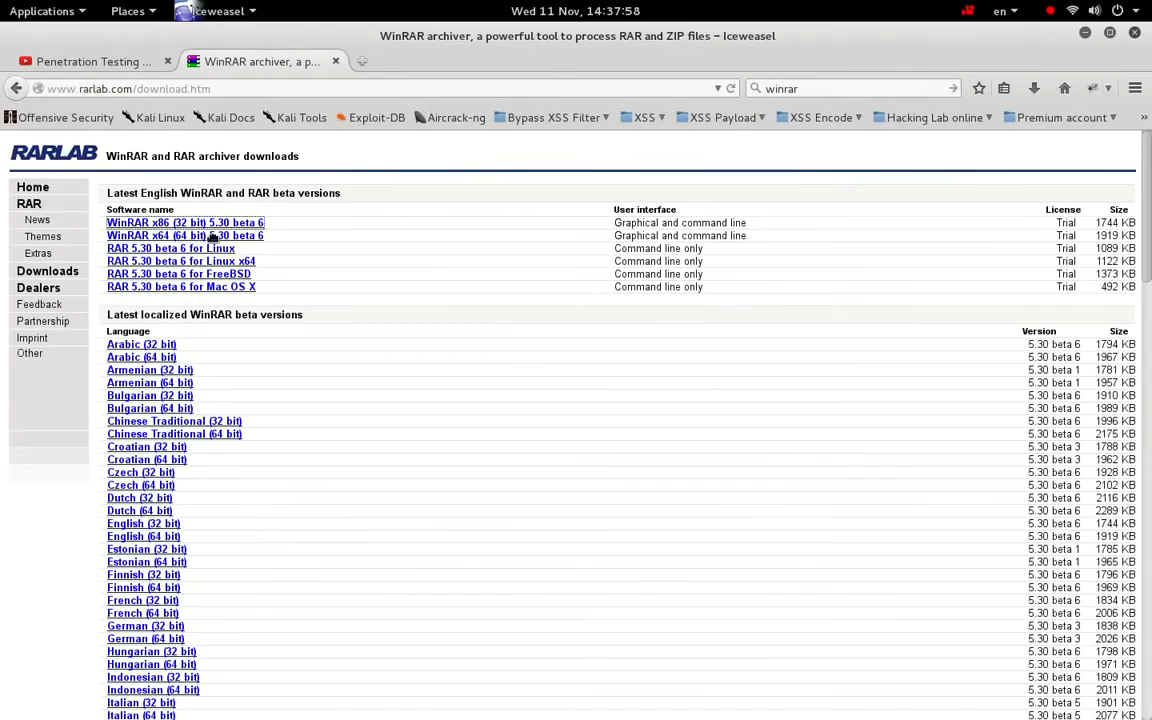 Applications Places Iceweasel Wed 11 Nov, 14:37:58 en
WinRAR archiver, a powerful tool to process RAR and ZIP files - Iceweasel
Penetration Testing ... WinRAR archiver, a p...
www.rarlab.com/download.htm winrar
Offensive Security Kali Linux Kali Docs Kali Tools Exploit-DB Aircrack-ng Bypass XSS Filter XSS XSS Payload XSS Encode Hacking Lab online Premium account »
RARLAB WinRAR and RAR archiver downloads
Home
RAR
News
Themes
Extras
Downloads
Dealers
Feedback
Partnership
Imprint
Other
Latest English WinRAR and RAR beta versions
Software name User interface License Size
WinRAR x86 (32 bit) 5.30 beta 6 Graphical and command line Trial 1744 KB
WinRAR x64 (64 bit) 5.30 beta 6 Graphical and command line Trial 1919 KB
RAR 5.30 beta 6 for Linux Command line only Trial 1089 KB
RAR 5.30 beta 6 for Linux x64 Command line only Trial 1122 KB
RAR 5.30 beta 6 for FreeBSD Command line only Trial 1373 KB
RAR 5.30 beta 6 for Mac OS X Command line only Trial 492 KB
Latest localized WinRAR beta versions
Language Version Size
Arabic (32 bit) 5.30 beta 6 1794 KB
Arabic (64 bit) 5.30 beta 6 1967 KB
Armenian (32 bit) 5.30 beta 1 1781 KB
Armenian (64 bit) 5.30 beta 1 1957 KB
Bulgarian (32 bit) 5.30 beta 6 1910 KB
Bulgarian (64 bit) 5.30 beta 6 1989 KB
Chinese Traditional (32 bit) 5.30 beta 6 1996 KB
Chinese Traditional (64 bit) 5.30 beta 6 2175 KB
Croatian (32 bit) 5.30 beta 3 1788 KB
Croatian (64 bit) 5.30 beta 3 1962 KB
Czech (32 bit) 5.30 beta 6 1928 KB
Czech (64 bit) 5.30 beta 6 2102 KB
Dutch (32 bit) 5.30 beta 6 2116 KB
Dutch (64 bit) 5.30 beta 6 2289 KB
English (32 bit) 5.30 beta 6 1744 KB
English (64 bit) 5.30 beta 6 1919 KB
Estonian (32 bit) 5.30 beta 1 1785 KB
Estonian (64 bit) 5.30 beta 1 1965 KB
Finnish (32 bit) 5.30 beta 6 1796 KB
Finnish (64 bit) 5.30 beta 6 1969 KB
French (32 bit) 5.30 beta 6 1834 KB
French (64 bit) 5.30 beta 6 2006 KB
German (32 bit) 5.30 beta 3 1838 KB
German (64 bit) 5.30 beta 3 2026 KB
Hungarian (32 bit) 5.30 beta 6 1798 KB
Hungarian (64 bit) 5.30 beta 6 1971 KB
Indonesian (32 bit) 5.30 beta 6 1809 KB
Indonesian (64 bit) 5.30 beta 6 2011 KB
Italian (32 bit) 5.30 beta 5 1901 KB
Italian (64 bit) 5.30 beta 5 2077 KB